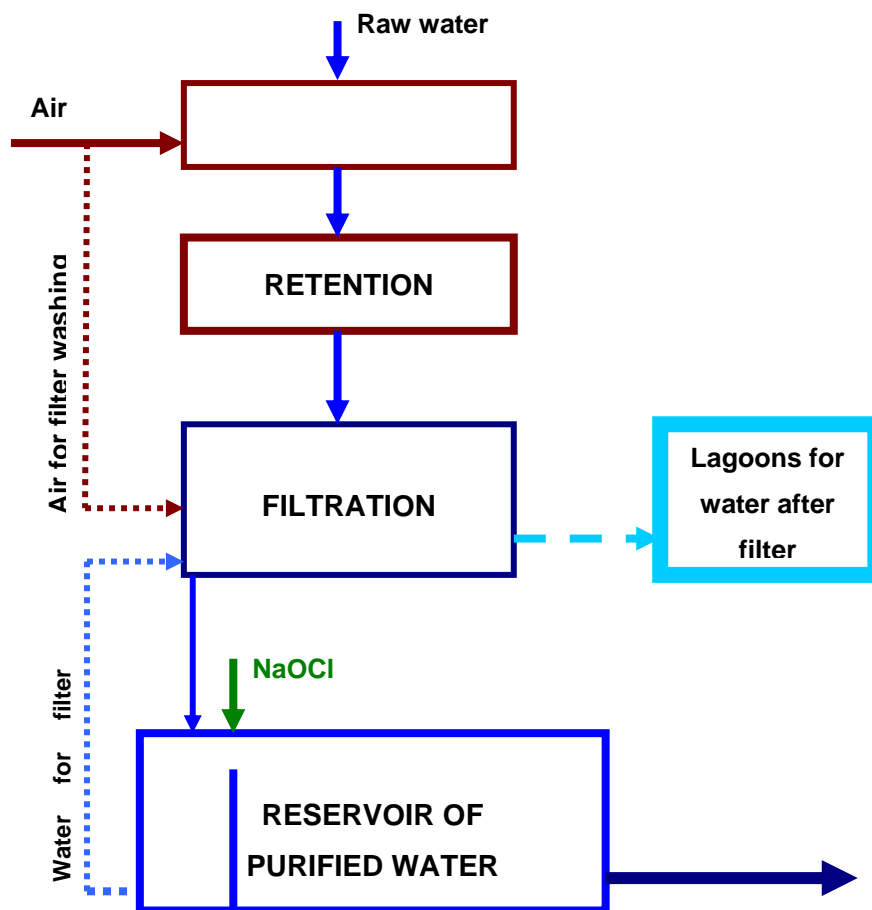 Raw water
Air
RETENTION
Air for filter washing
FILTRATION
Lagoons for
water after
filter
NaOCl
Water for filter
RESERVOIR OF
PURIFIED WATER